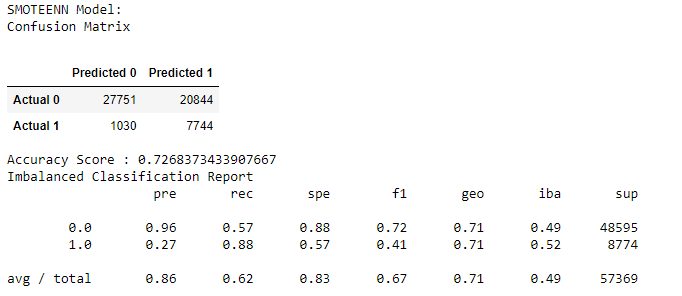 SMOTEENN Model:
Confusion Matrix
Predicted 0 Predicted 1
Actual 0 27751 20844
Actual 1 1030 7744
Accuracy Score : 0.7268373433907667
Imbalanced Classification Report
pre rec spe f1 geo iba sup
0.0 0.96 0.57 0.88 0.72 0.71 0.49 48595
1.0 0.27 0.88 0.57 0.41 0.71 0.52 8774
avg / total 0.86 0.62 0.83 0.67 0.71 0.49 57369